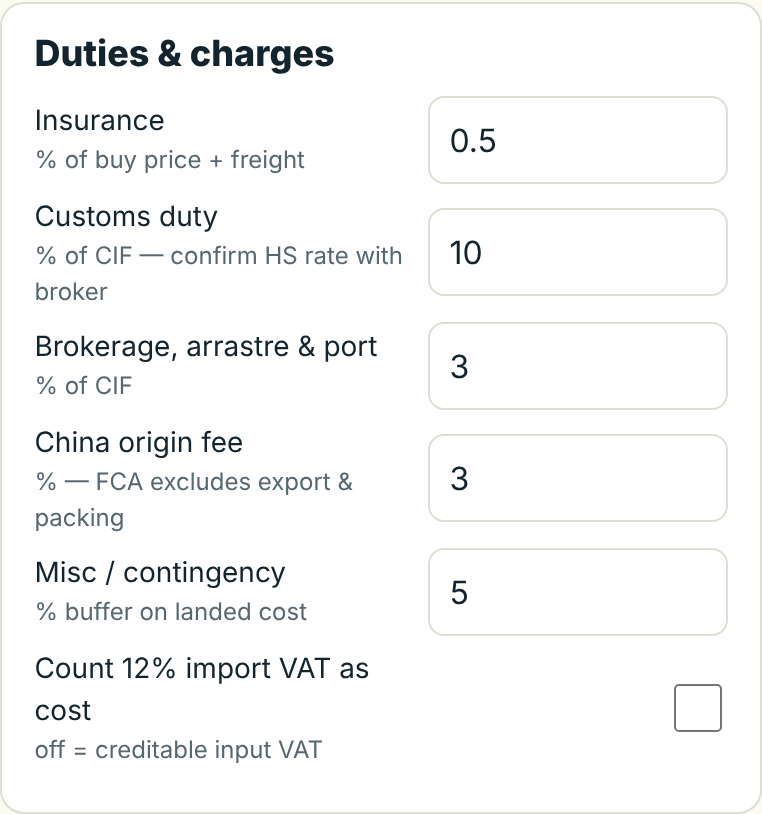 Duties & charges
Insurance
% of buy price + freight
0.5
Customs duty
% of CIF — confirm HS rate with
broker
10
Brokerage, arrastre & port
% of CIF
3
China origin fee
% — FCA excludes export &
packing
3
Misc / contingency
% buffer on landed cost
5
Count 12% import VAT as
cost
off = creditable input VAT